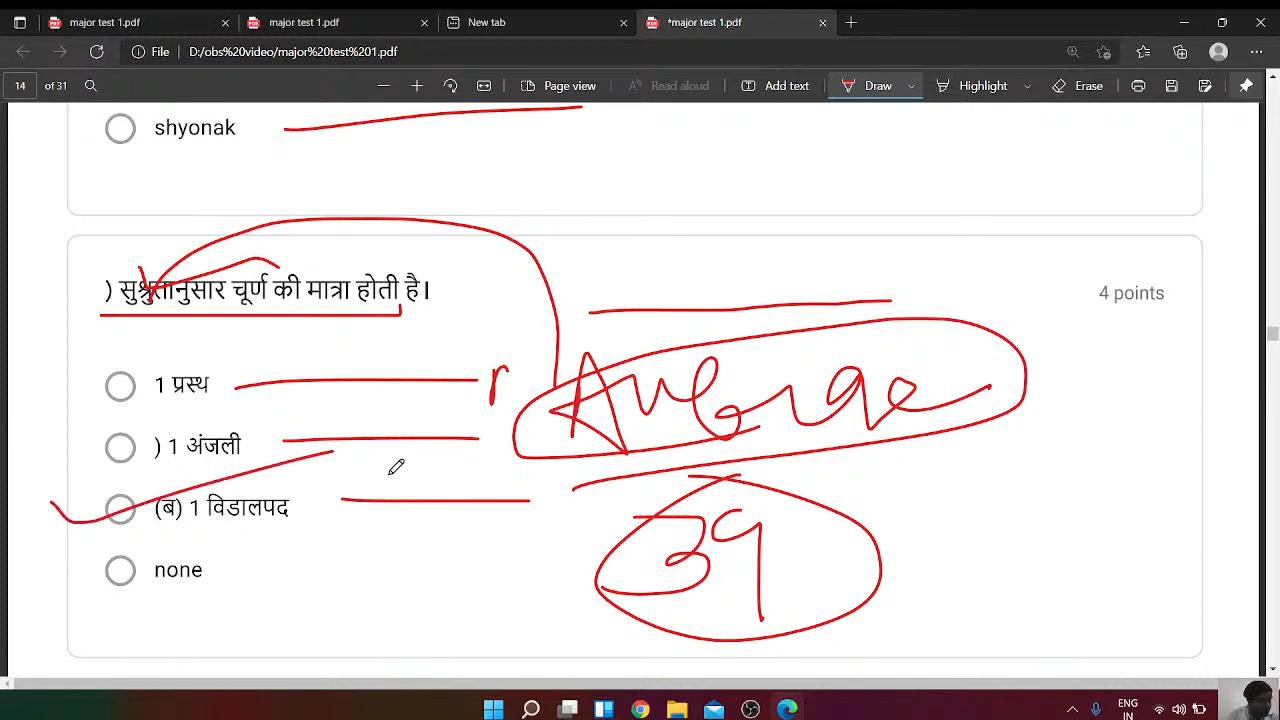 major test 1.pdf
major test 1.pdf
New tab
*major test 1.pdf
File D:/obs%20video/major%20test%201.pdf
14 of 31 Page view Read aloud Add text Draw Highlight Erase
shyonak
) सुश्रुतानुसार चूर्ण की मात्रा होती है।
4 points
1 प्रस्थ
Average
) 1 अंजली
(ब) 1 विडालपद
39
none
ENG
IN